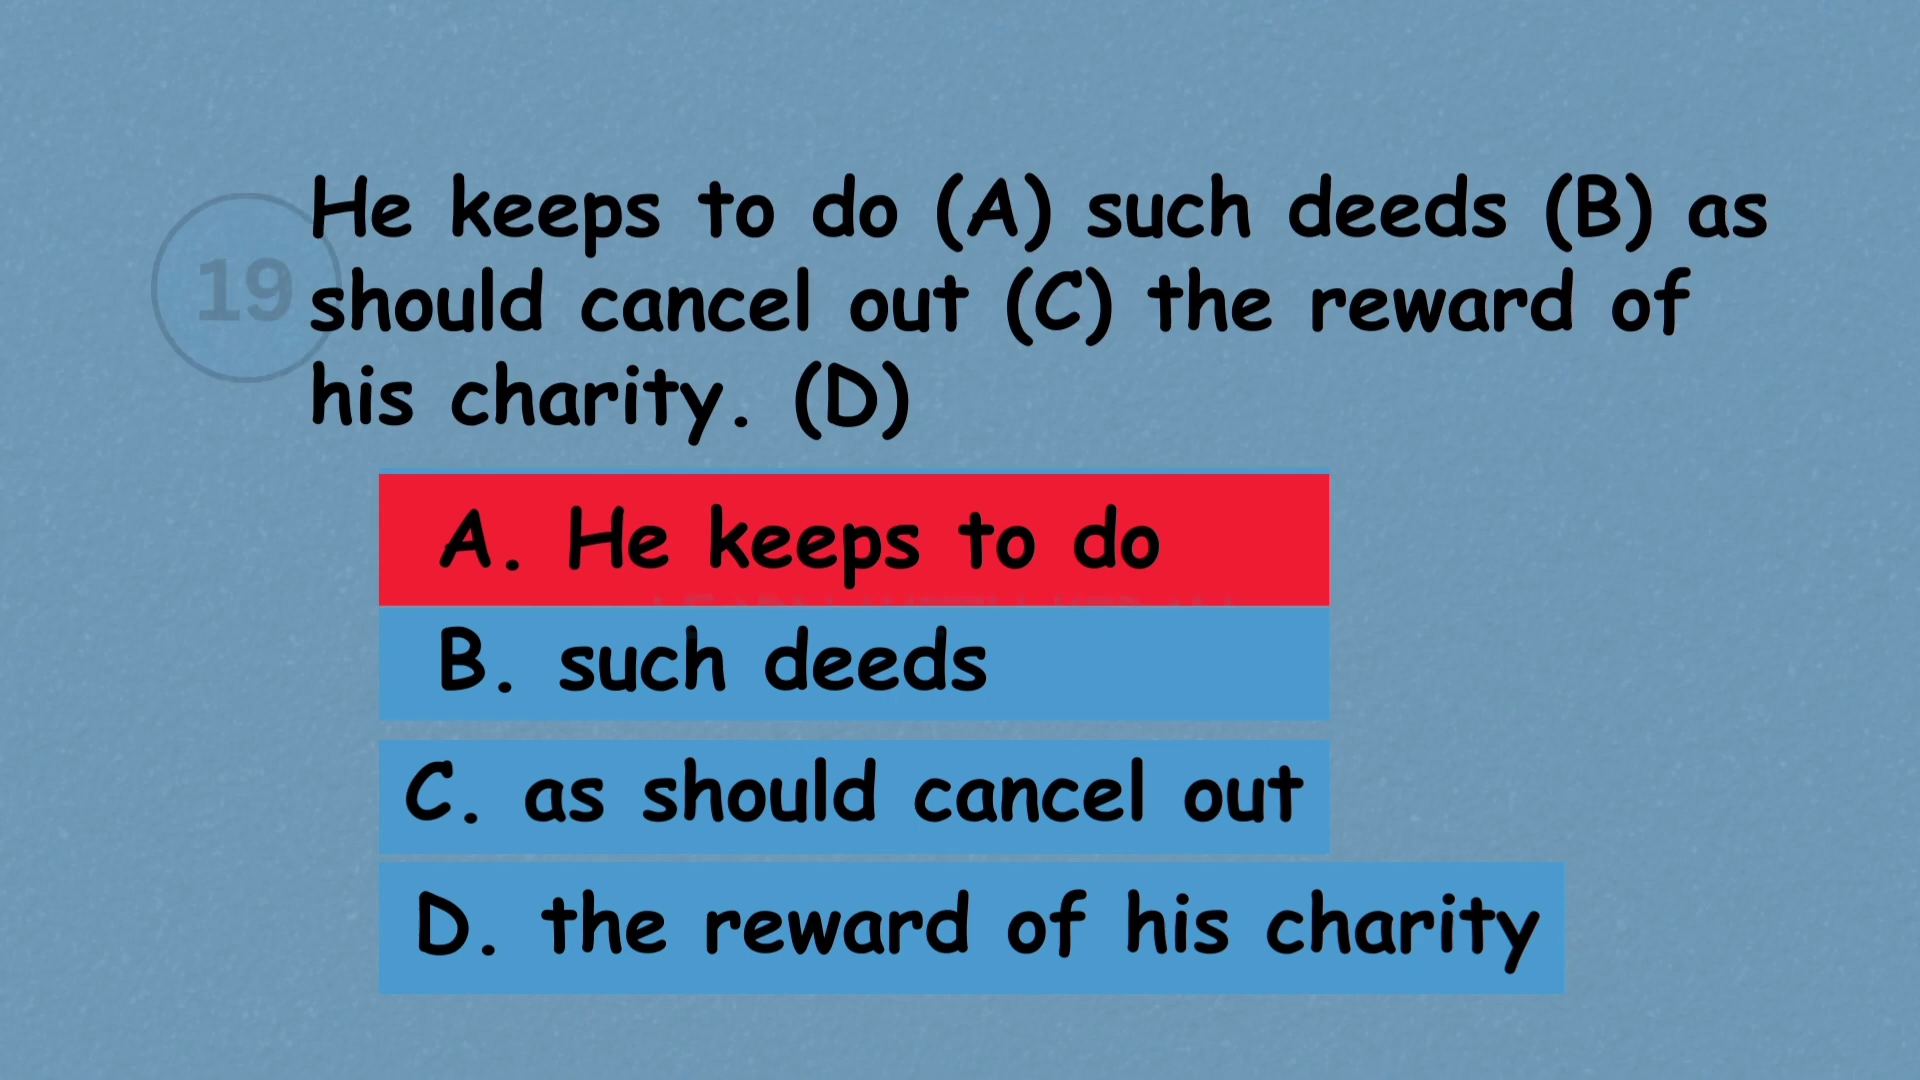 19
He keeps to do (A) such deeds (B) as
should cancel out (C) the reward of
his charity. (D)
A. He keeps to do
B. such deeds
C. as should cancel out
D. the reward of his charity